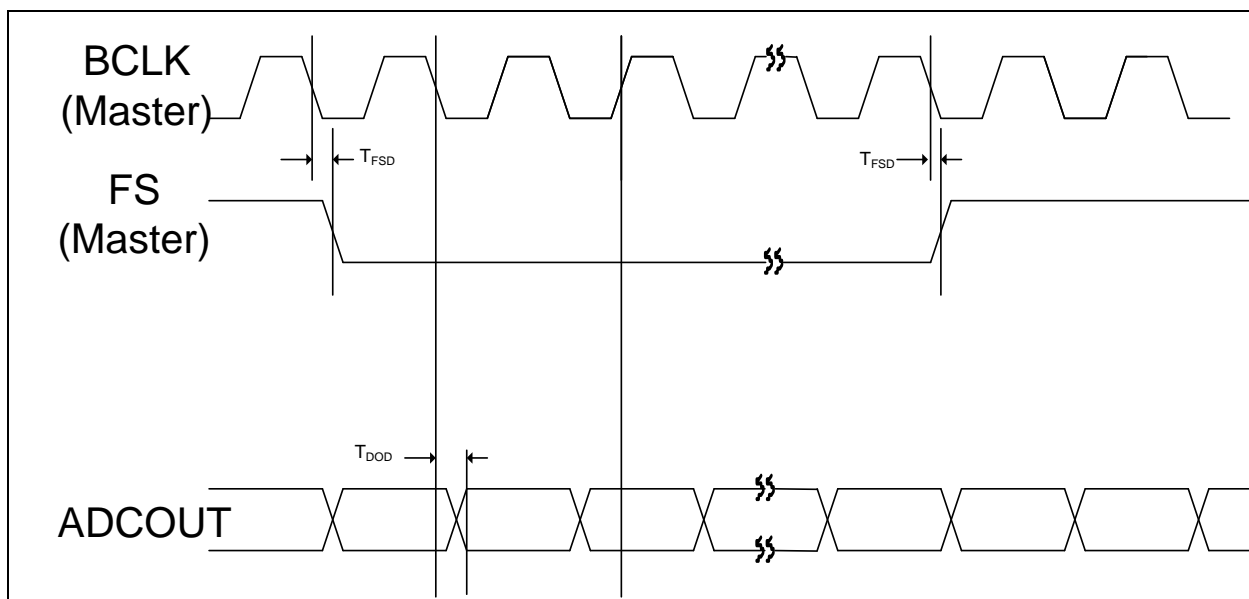 BCLK
(Master)
TFSD
TFSD
FS
(Master)
TDOD
ADCOUT